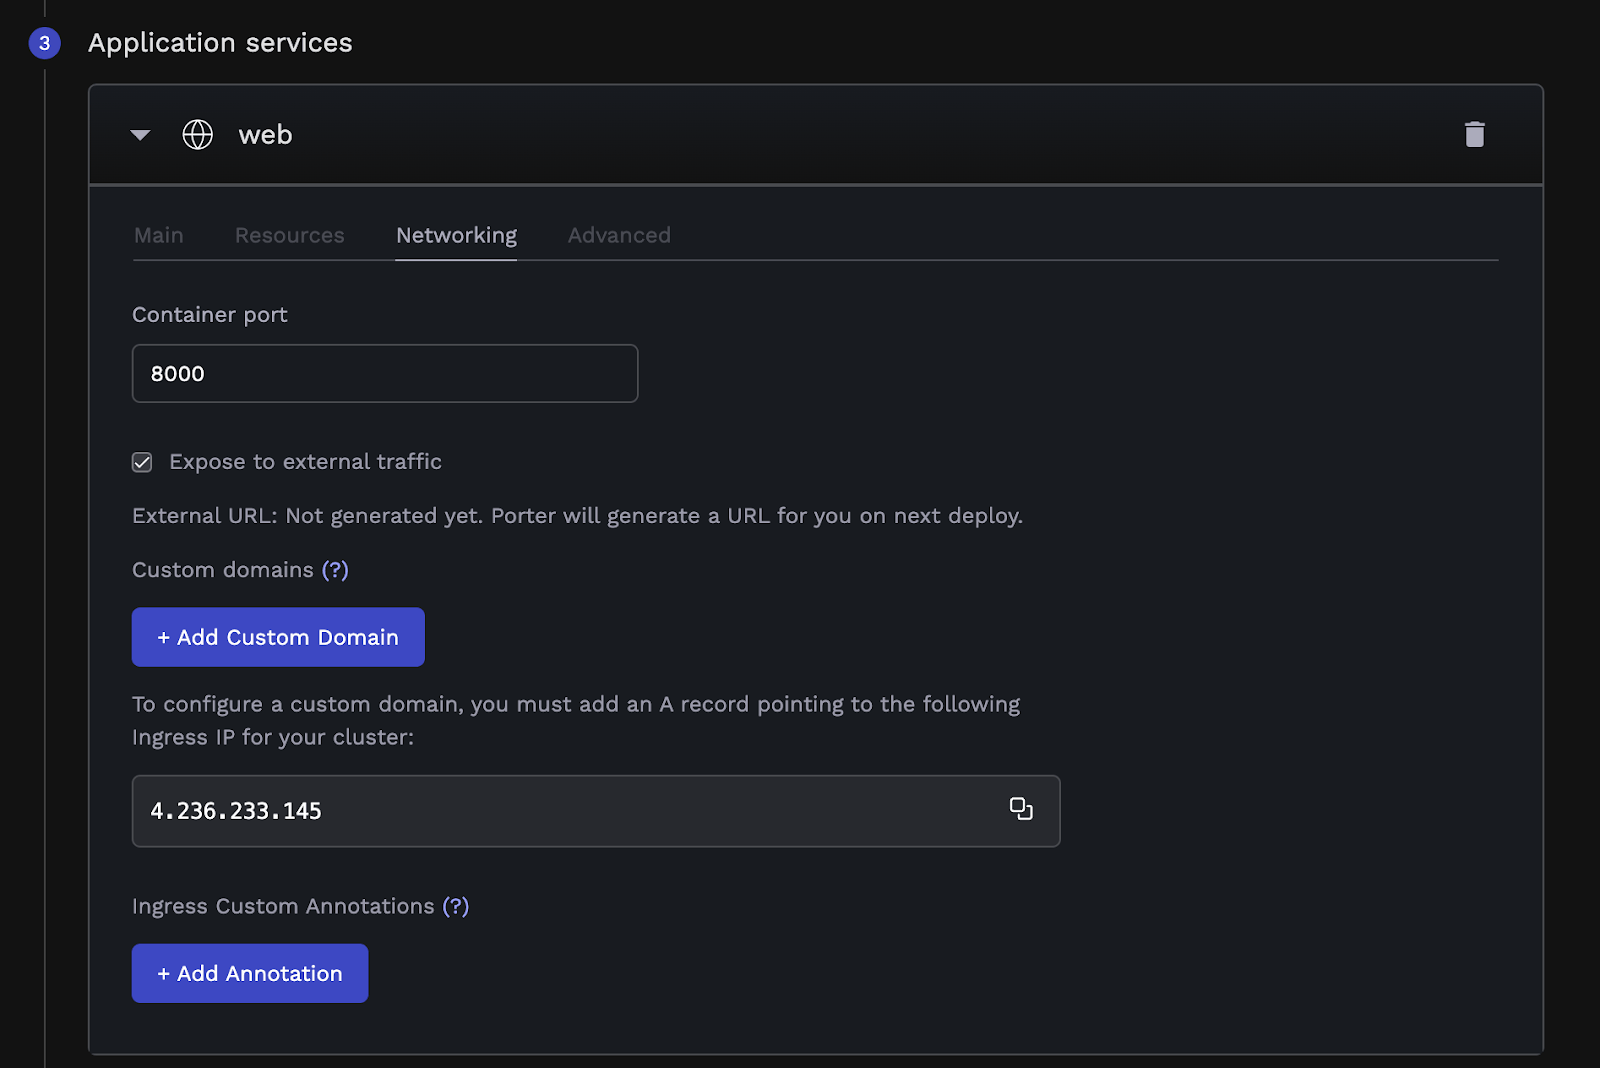 3 Application services
web
Main Resources Networking Advanced
Container port
8000
Expose to external traffic
External URL: Not generated yet. Porter will generate a URL for you on next deploy.
Custom domains (?)
+ Add Custom Domain
To configure a custom domain, you must add an A record pointing to the following
Ingress IP for your cluster:
4.236.233.145
Ingress Custom Annotations (?)
+ Add Annotation